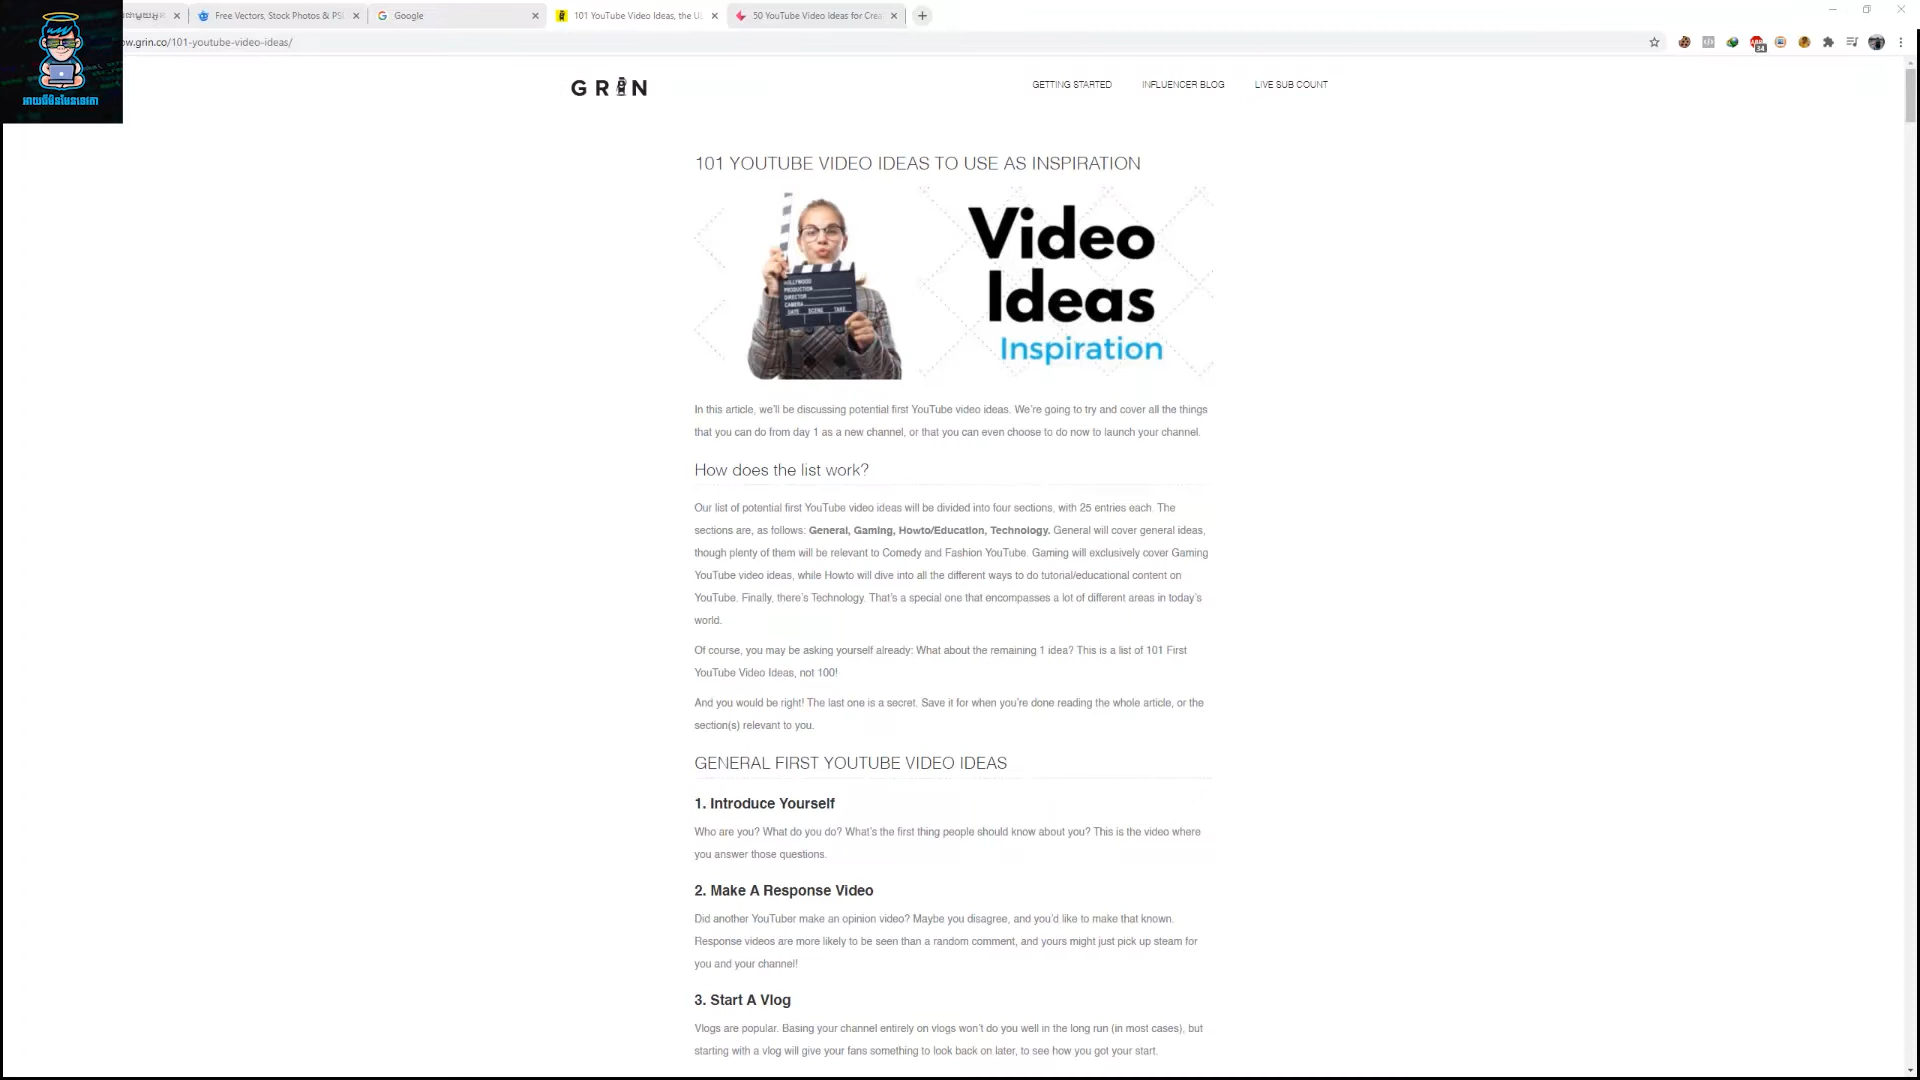 Free Vectors, Stock Photos & PS
Google
101 YouTube Video Ideas, the U
50 YouTube Video Ideas for Crea
ow.grin.co/101-youtube-video-ideas/
34
GRIN
GETTING STARTED
INFLUENCER BLOG
LIVE SUB COUNT
101 YOUTUBE VIDEO IDEAS TO USE AS INSPIRATION
HOLLYWOOD
PRODUCTION
DIRECTOR
CAMERA
DATE SCENE TAKE
Video
Ideas
Inspiration
In this article, we'll be discussing potential first YouTube video ideas. We're going to try and cover all the things
that you can do from day 1 as a new channel, or that you can even choose to do now to launch your channel.
How does the list work?
Our list of potential first YouTube video ideas will be divided into four sections, with 25 entries each. The
sections are, as follows: General, Gaming, Howto/Education, Technology. General will cover general ideas,
though plenty of them will be relevant to Comedy and Fashion YouTube. Gaming will exclusively cover Gaming
YouTube video ideas, while Howto will dive into all the different ways to do tutorial/educational content on
YouTube. Finally, there's Technology. That's a special one that encompasses a lot of different areas in today's
world.
Of course, you may be asking yourself already: What about the remaining 1 idea? This is a list of 101 First
YouTube Video Ideas, not 100!
And you would be right! The last one is a secret. Save it for when you're done reading the whole article, or the
section(s) relevant to you.
GENERAL FIRST YOUTUBE VIDEO IDEAS
1. Introduce Yourself
Who are you? What do you do? What's the first thing people should know about you? This is the video where
you answer those questions.
2. Make A Response Video
Did another YouTuber make an opinion video? Maybe you disagree, and you'd like to make that known.
Response videos are more likely to be seen than a random comment, and yours might just pick up steam for
you and your channel!
3. Start A Vlog
Vlogs are popular. Basing your channel entirely on vlogs won't do you well in the long run (in most cases), but
starting with a vlog will give your fans something to look back on later, to see how you got your start.